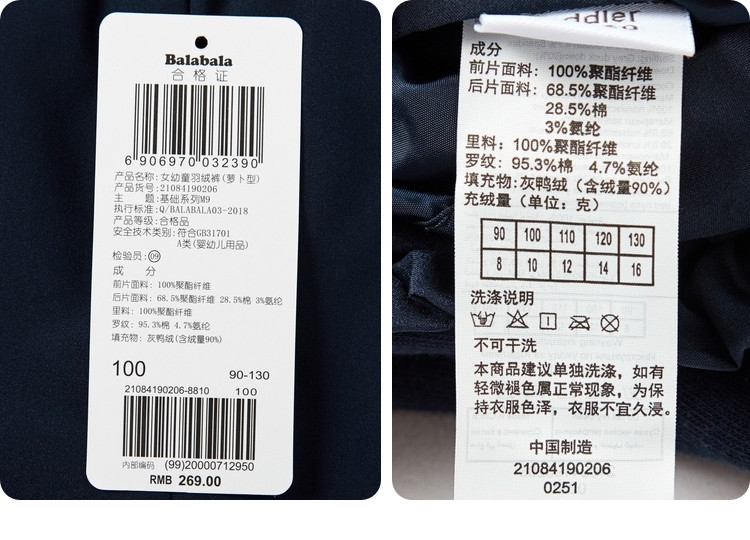 Balabala
合格证
6 906970 032390
产品名称:女幼童羽绒裤(萝卜型)
产品货号:21084190206
主 题:基础系列M9
执行标准:Q/BALABALA03-2018
产品等级:合格品
安全技术类别:符合GB31701
A类(婴幼儿用品)
检验员:09
成 分
前片面料: 100%聚酯纤维
后片面料: 68.5%聚酯纤维 28.5%棉 3%氨纶
里料: 100%聚酯纤维
罗纹: 95.3%棉 4.7%氨纶
填充物: 灰鸭绒(含绒量90%)
100 90-130
21084190206-8810 100
内部编码 (99)20000712950
RMB 269.00
成分
前片面料: 100%聚酯纤维
后片面料: 68.5%聚酯纤维
28.5%棉
3%氨纶
里料: 100%聚酯纤维
罗纹: 95.3%棉 4.7%氨纶
填充物:灰鸭绒(含绒量90%)
充绒量(单位:克)
90 100 110 120 130
8 10 12 14 16
洗涤说明
不可干洗
本商品建议单独洗涤,如有
轻微褪色属正常现象,为保
持衣服色泽,衣服不宜久浸。
中国制造
21084190206
0251